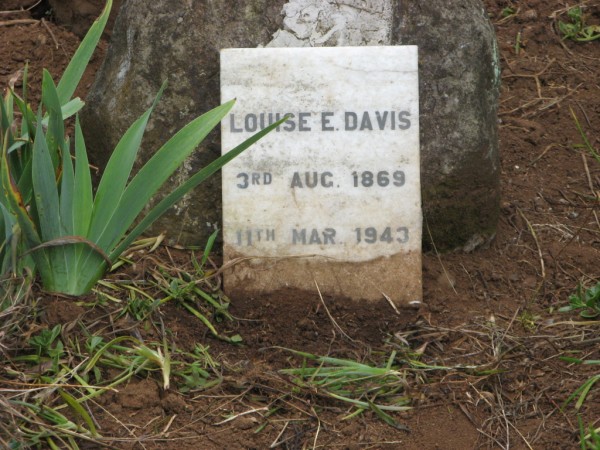 LOUISE E. DAVIS
3RD AUG. 1869
11TH MAR. 1943